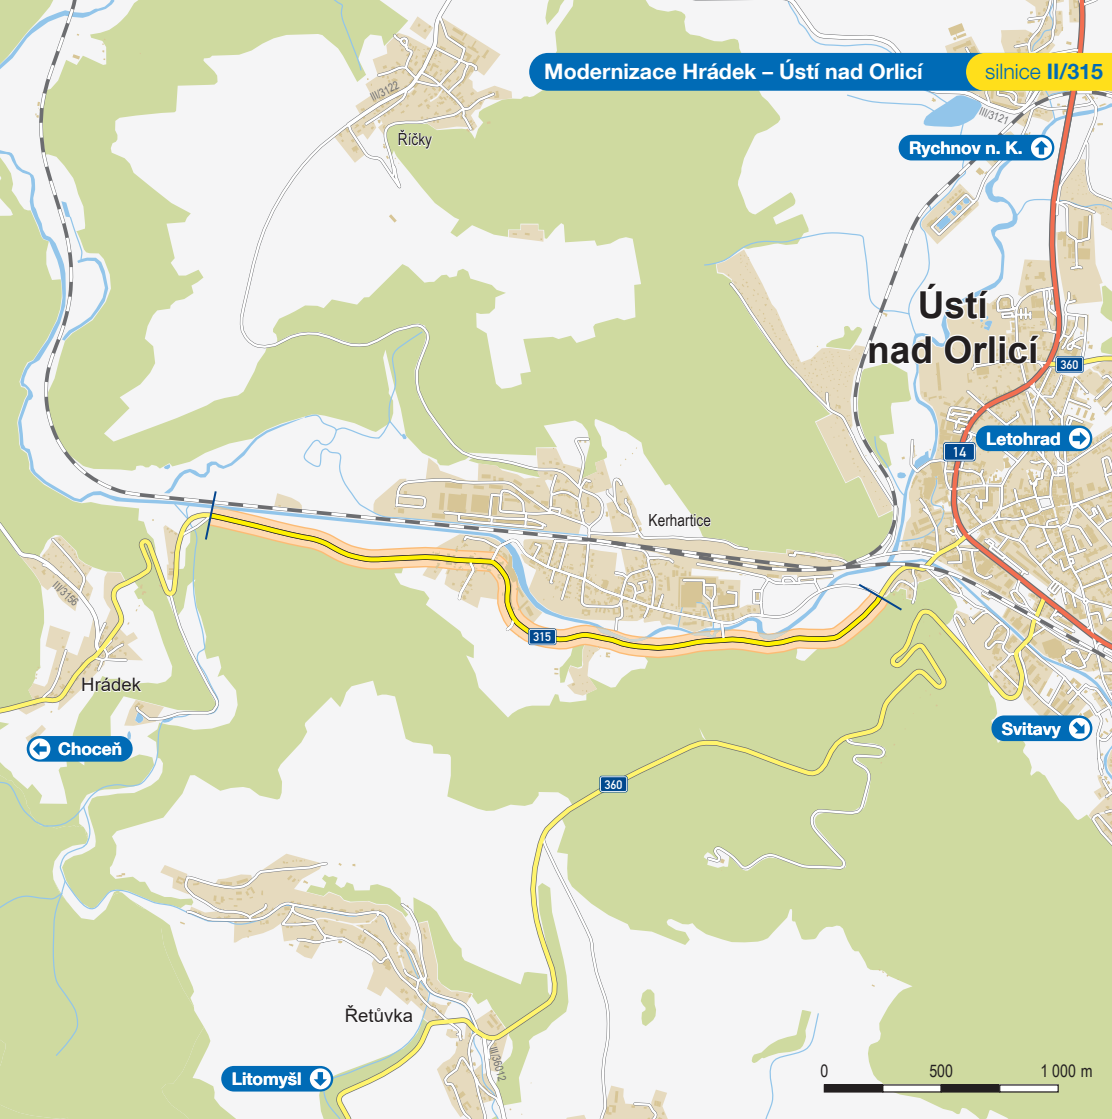 Modernizace Hrádek – Ústí nad Orlicí
silnice II/315
III/3122
III/3121
Říčky
Rychnov n. K.
Ústí
nad Orlicí
360
Letohrad
14
Kerhartice
III/3156
315
Hrádek
Choceň
Svitavy
360
Řetůvka
III/36012
Litomyšl
0 500 1 000 m